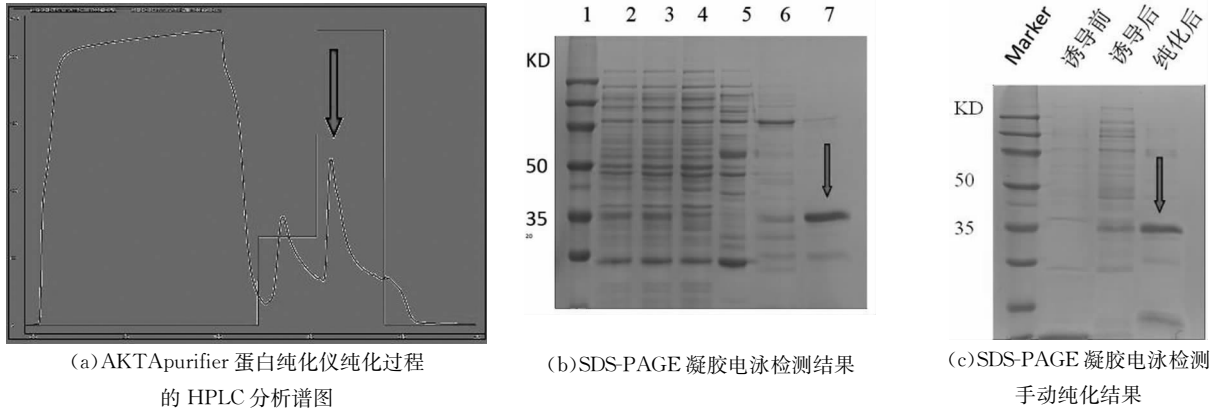 1 2 3 4 5 6 7
KD
50
35
20
Marker 诱导前 诱导后 纯化后
KD
50
35
(a)AKTApurifier 蛋白纯化仪纯化过程
的 HPLC 分析谱图
(b)SDS-PAGE 凝胶电泳检测结果
(c)SDS-PAGE 凝胶电泳检测
手动纯化结果